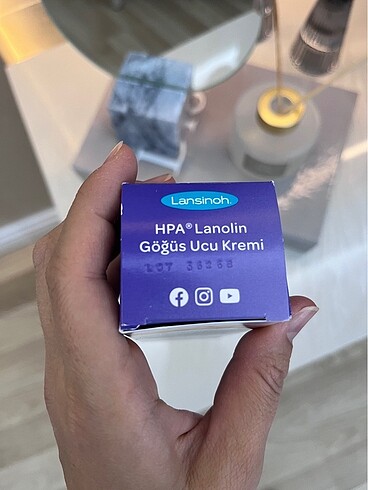 Lansinoh.
HPA® Lanolin
Göğüs Ucu Kremi